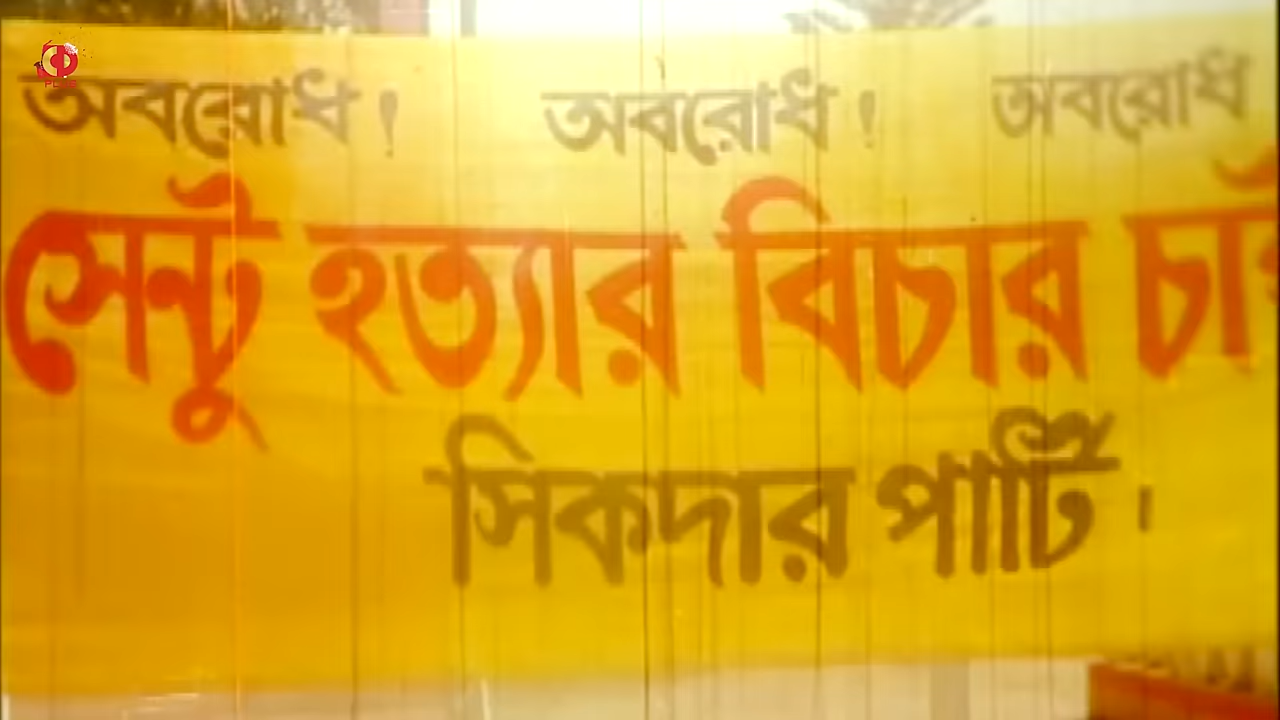 অবরোধ! অবরোধ! অবরোধ
সেন্টু হত্যার বিচার চাই
সিকদার পার্টি।